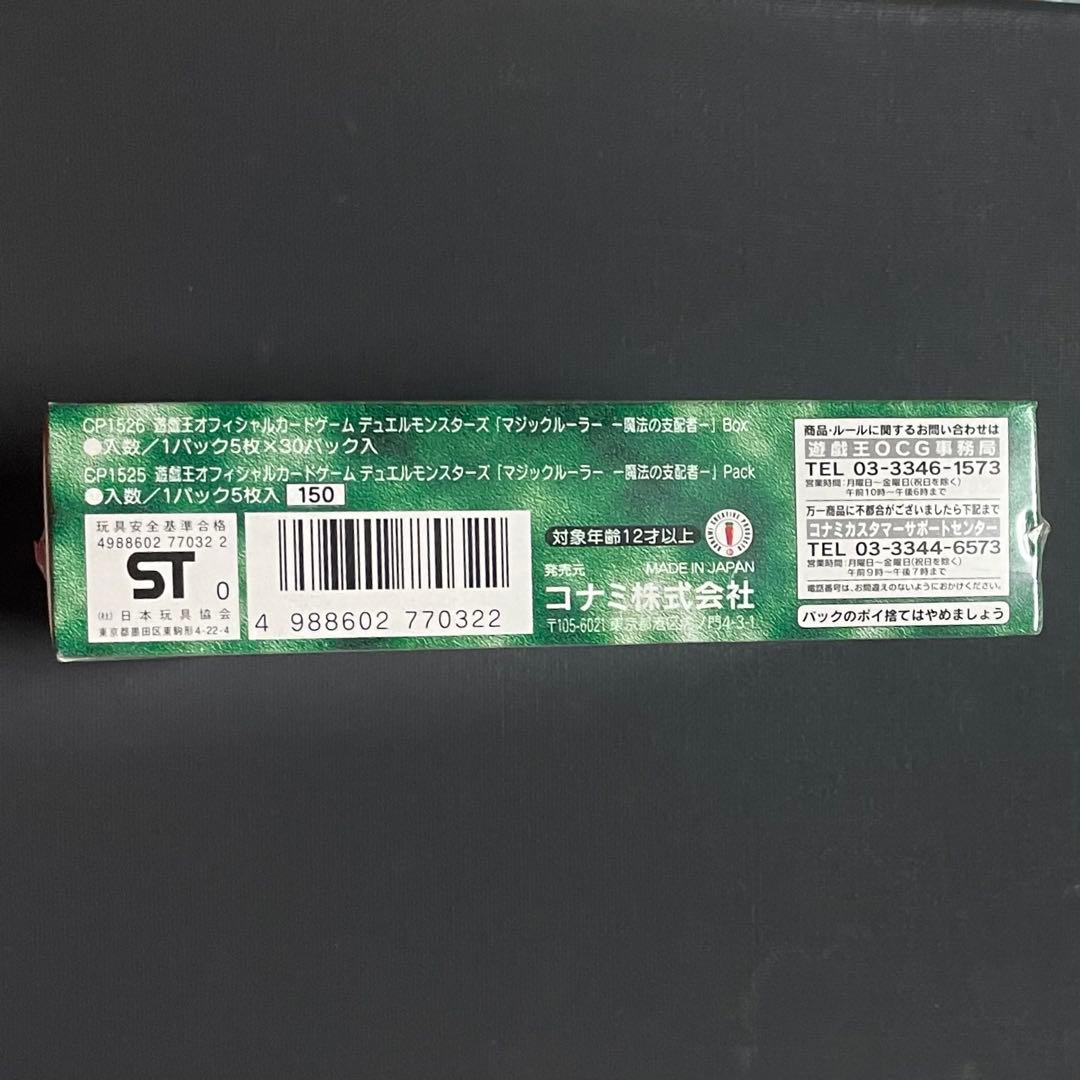 CP1526 遊戯王オフィシャルカードゲーム デュエルモンスターズ「マジックルーラー ー魔法の支配者ー」Box
●入数/1パック5枚×30パック入
CP1525 遊戯王オフィシャルカードゲーム デュエルモンスターズ「マジックルーラー ー魔法の支配者ー」Pack
●入数/1パック5枚入 150
玩具安全基準合格
4988602 77032 2
ST 0
(社)日本玩具協会
東京都墨田区東駒形4-22-4
4 988602 770322
対象年齢12才以上
KONAMI CREATIVE PRODUCTS
発売元 MADE IN JAPAN
コナミ株式会社
〒105-6021 東京都港区 4-3-1
商品・ルールに関するお問い合わせは
遊戯王OCG事務局
TEL 03-3346-1573
営業時間:月曜日〜金曜日(祝日を除く)
午前10時〜午後6時まで
万一商品に不都合がございましたら下記まで
コナミカスタマーサポートセンター
TEL 03-3344-6573
営業時間:月曜日〜金曜日(祝日を除く)
午前9時〜午後7時まで
電話番号は、お間違えのないようにおかけください。
パックのポイ捨てはやめましょう